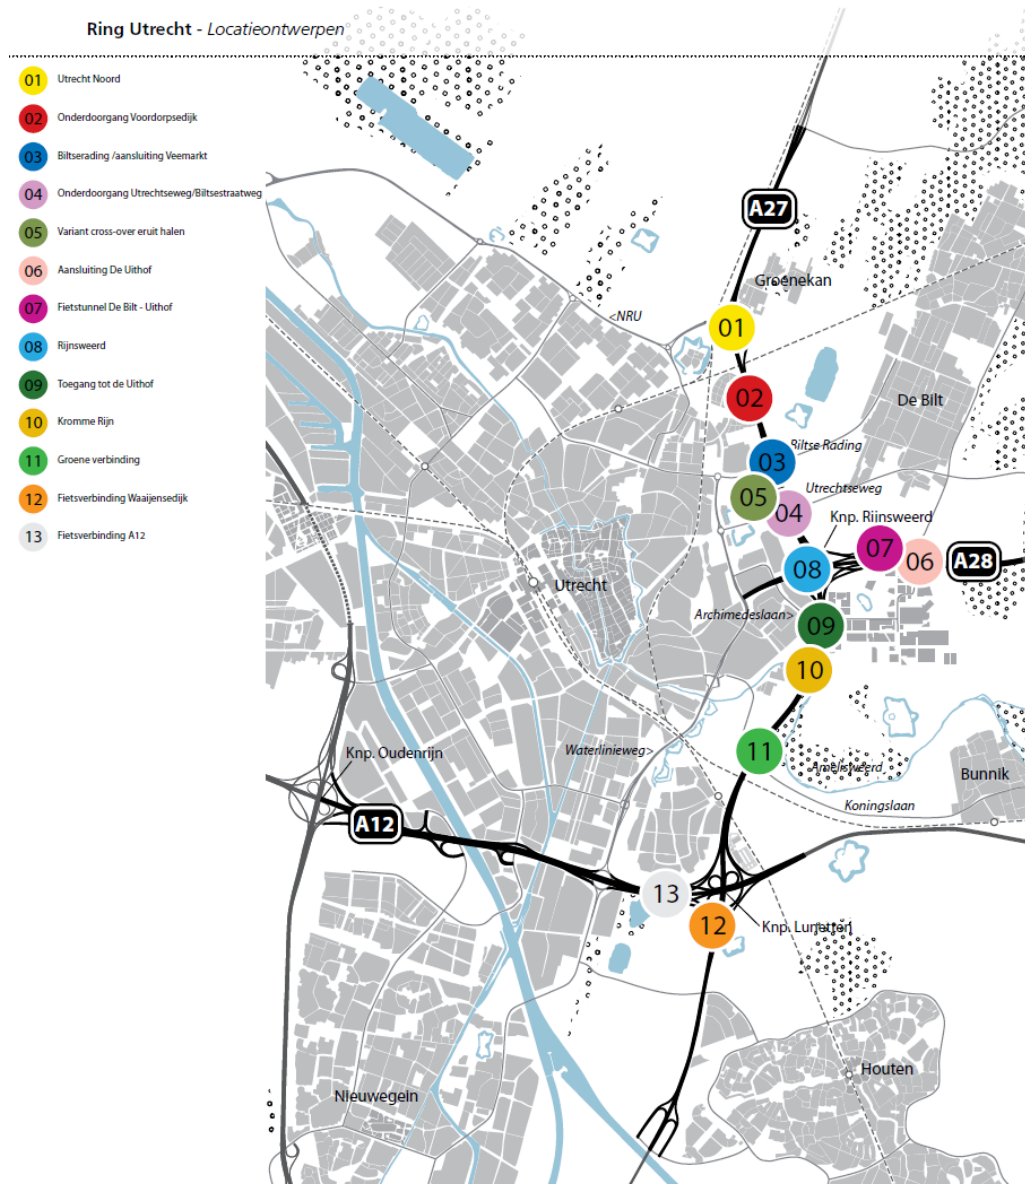 Ring Utrecht - Locatieontwerpen
01 Utrecht Noord
02 Onderdoorgang Voordorpsedijk
03 Biltserading /aansluiting Veemarkt
04 Onderdoorgang Utrechtseweg/Biltsestraatweg
05 Variant cross-over eruit halen
06 Aansluiting De Uithof
07 Fietstunnel De Bilt - Uithof
08 Rijnsweerd
09 Toegang tot de Uithof
10 Kromme Rijn
11 Groene verbinding
12 Fietsverbinding Waaijensedijk
13 Fietsverbinding A12
A27
Groenekan
<NRU
01
02
De Bilt
Biltse Rading
03
Utrechtseweg
05
04
Knp. Rijnsweerd
07
06
A28
08
Utrecht
Archimedeslaan>
09
10
Waterlinieweg>
11
Amelisweerd
Bunnik
Knp. Oudenrijn
Koningslaan
A12
13
12
Knp. Lunetten
Houten
Nieuwegein